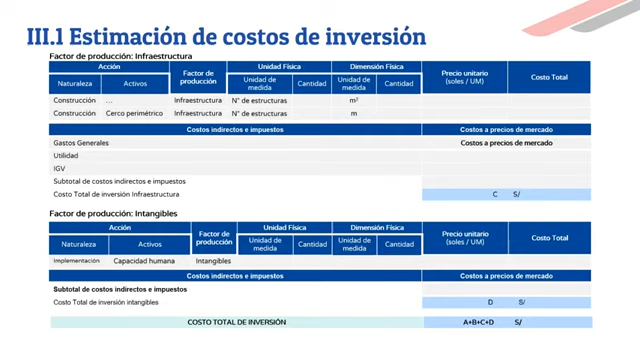 III.1 Estimación de costos de inversión
Factor de producción: Infraestructura
Acción Factor de producción Unidad Física Dimensión Física Precio unitario (soles / UM) Costo Total
Naturaleza Activos Unidad de medida Cantidad Unidad de medida Cantidad
Construcción ... Infraestructura N° de estructuras m²
Construcción Cerco perimétrico Infraestructura N° de estructuras m
Costos indirectos e impuestos Costos a precios de mercado
Gastos Generales Costos a precios de mercado
Utilidad
IGV
Subtotal de costos indirectos e impuestos
Costo Total de inversión Infraestructura C S/
Factor de producción: Intangibles
Acción Factor de producción Unidad Física Dimensión Física Precio unitario (soles / UM) Costo Total
Naturaleza Activos Unidad de medida Cantidad Unidad de medida Cantidad
Implementación Capacidad humana Intangibles
Costos indirectos e impuestos Costos a precios de mercado
Subtotal de costos indirectos e impuestos
Costo Total de inversión intangibles D S/
COSTO TOTAL DE INVERSIÓN A+B+C+D S/